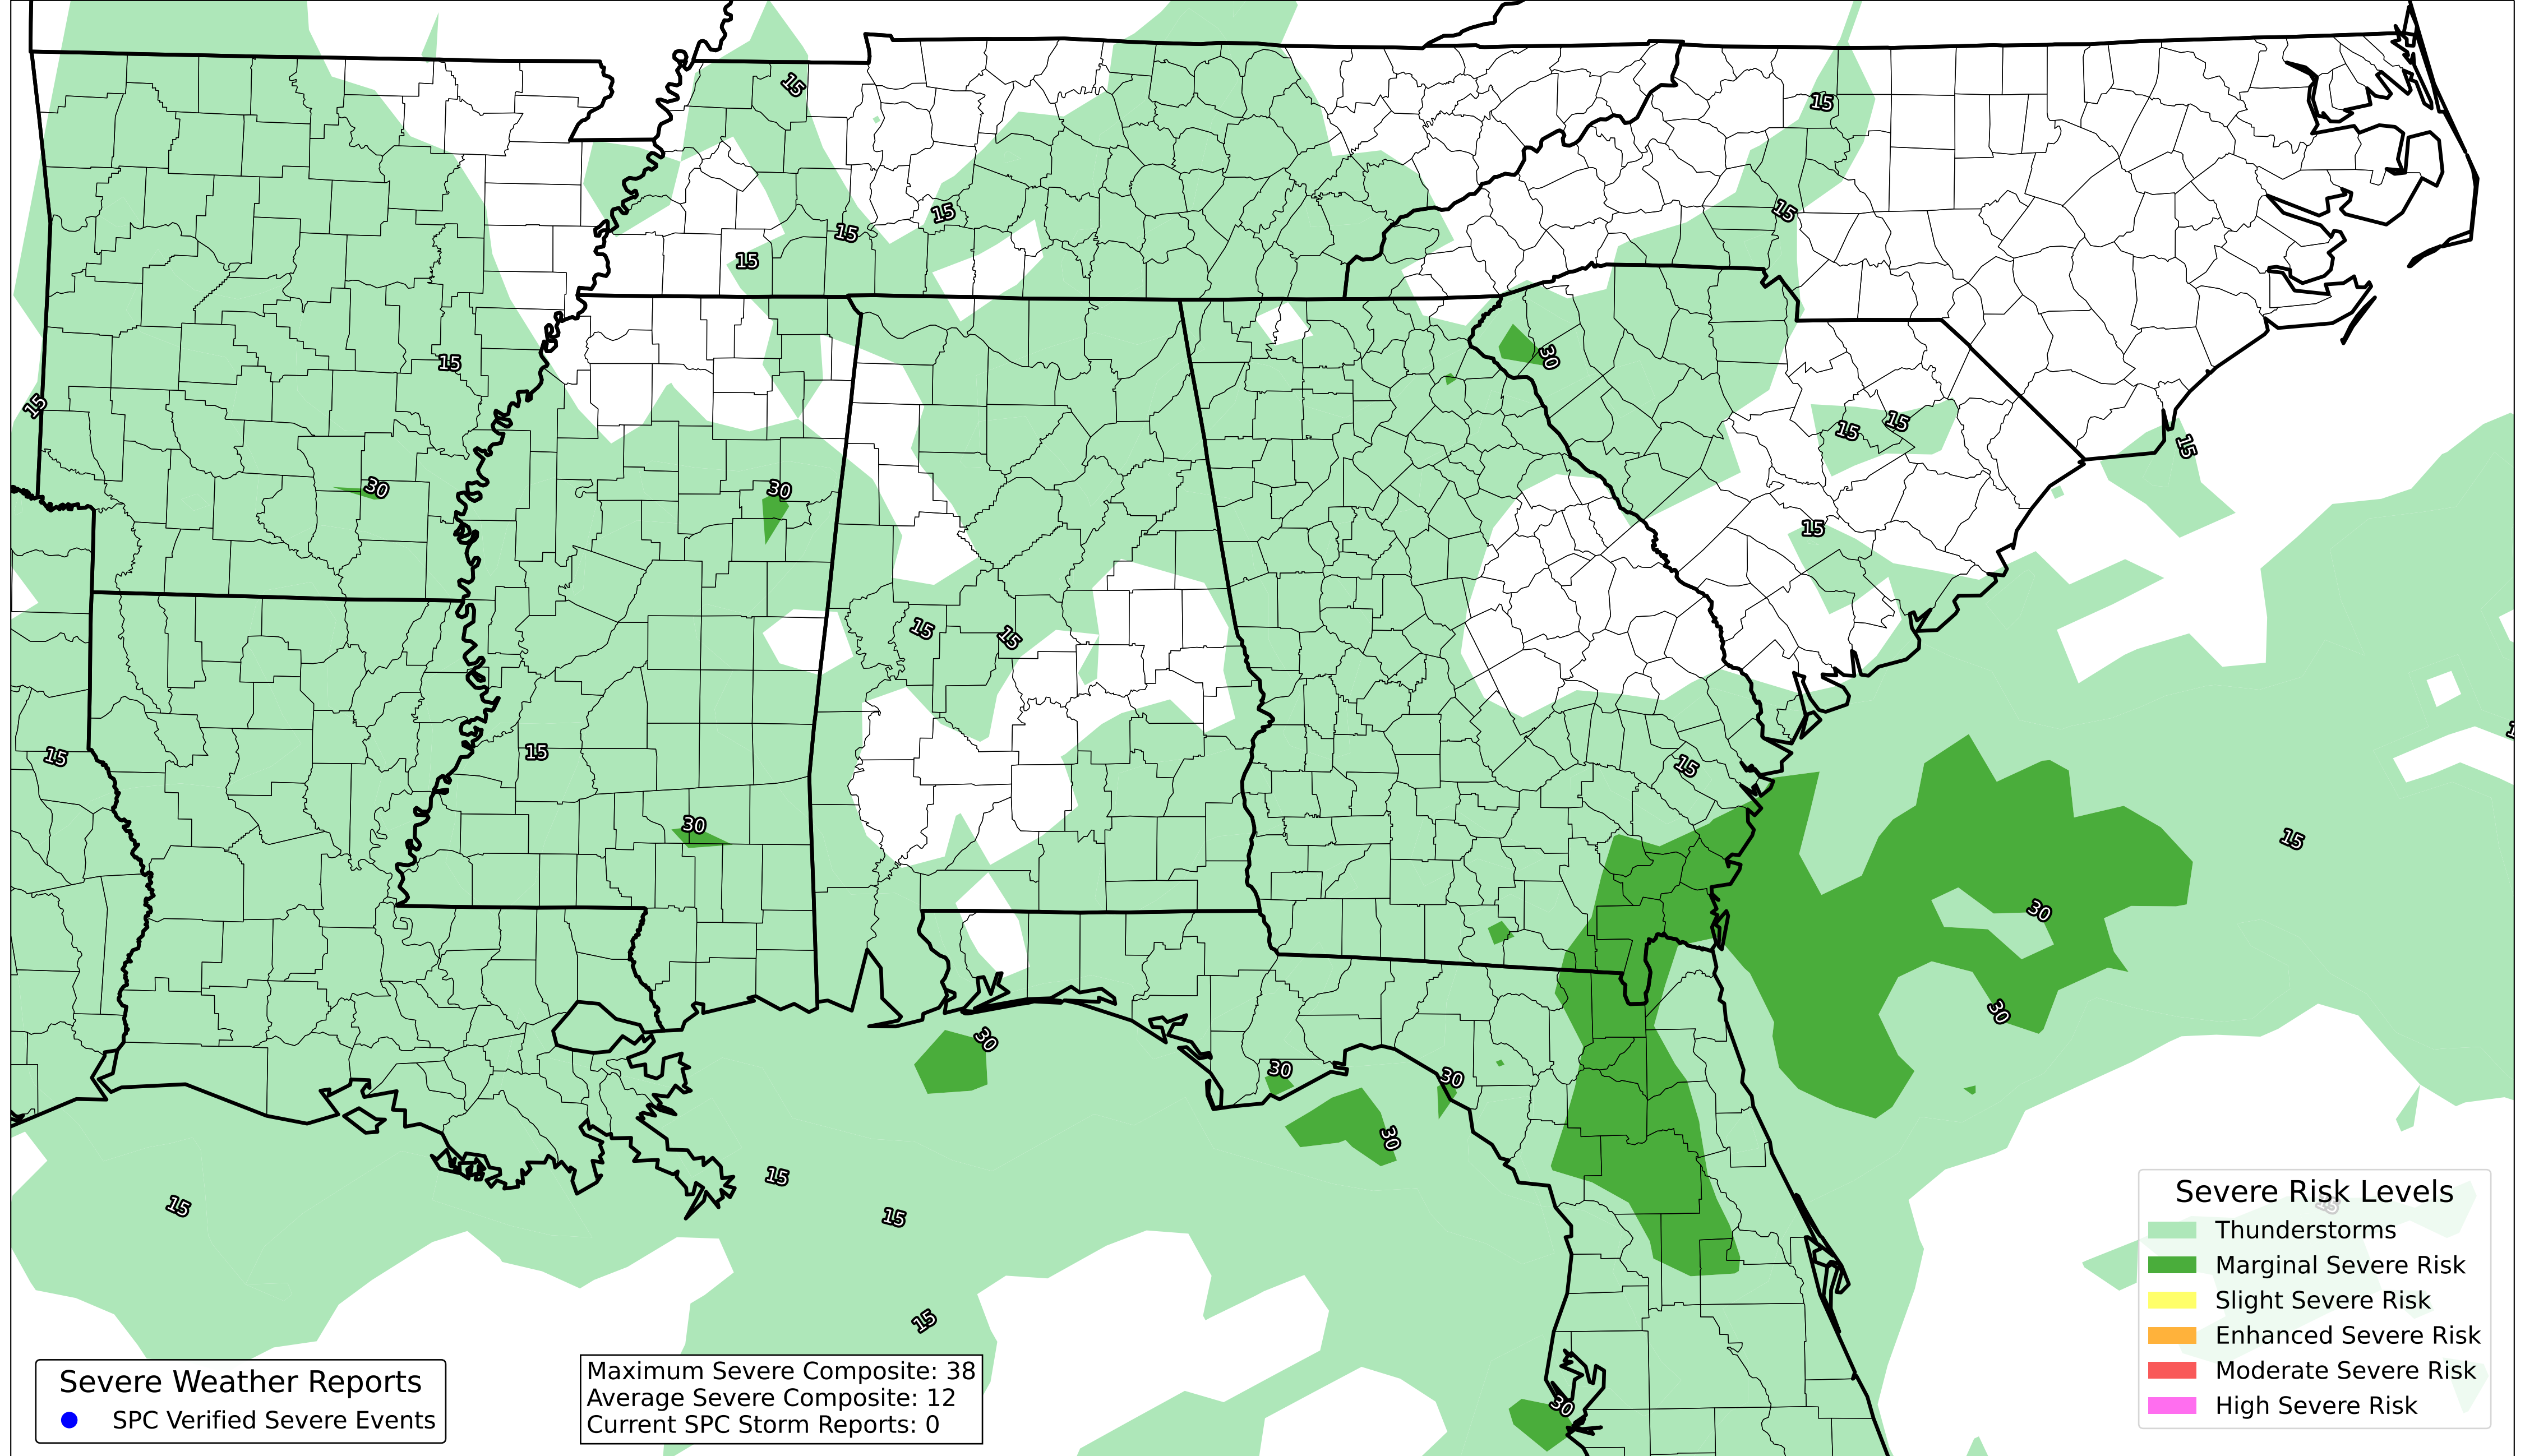 15
15
15
15
15
15
30
15
15
15
15
15
15
30
30
15
15
15
15
15
15
30
15
30
30
30
30
30
30
15
15
15
15
15
30
Severe Risk Levels
Thunderstorms
Marginal Severe Risk
Slight Severe Risk
Enhanced Severe Risk
Moderate Severe Risk
High Severe Risk
Maximum Severe Composite: 38
Average Severe Composite: 12
Current SPC Storm Reports: 0
Severe Weather Reports
SPC Verified Severe Events